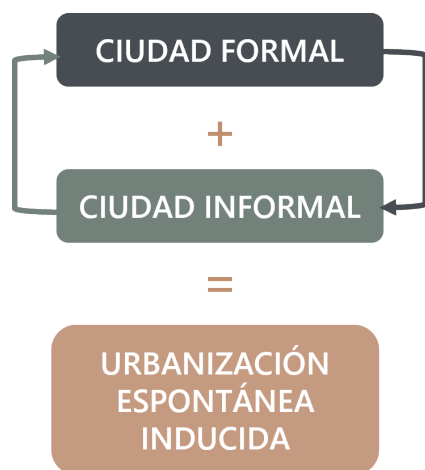 CIUDAD FORMAL
+
CIUDAD INFORMAL
=
URBANIZACIÓN
ESPONTÁNEA
INDUCIDA